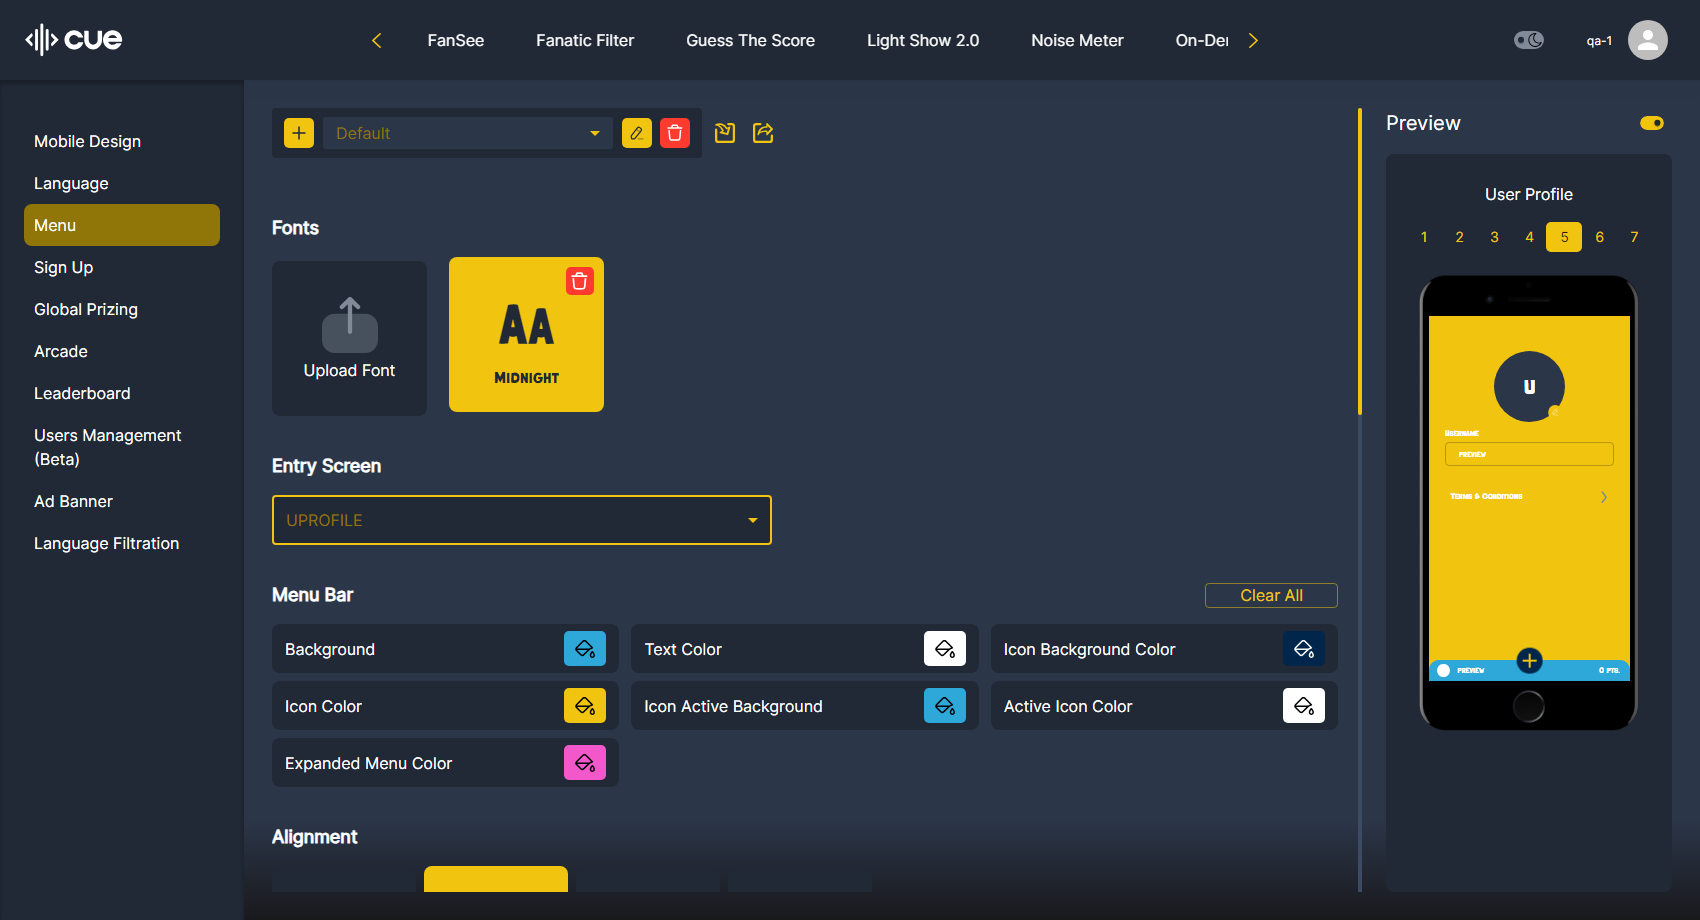 cue
FanSee
Fanatic Filter
Guess The Score
Light Show 2.0
Noise Meter
On-Der
qa-1
Mobile Design
Language
Menu
Sign Up
Global Prizing
Arcade
Leaderboard
Users Management
(Beta)
Ad Banner
Language Filtration
Default
Fonts
Upload Font
AA
MIDNIGHT
Entry Screen
UPROFILE
Menu Bar
Clear All
Background
Text Color
Icon Background Color
Icon Color
Icon Active Background
Active Icon Color
Expanded Menu Color
Alignment
Preview
User Profile
1 2 3 4 5 6 7
U
USERNAME
PREVIEW
TERMS & CONDITIONS
PREVIEW
0 PTS.